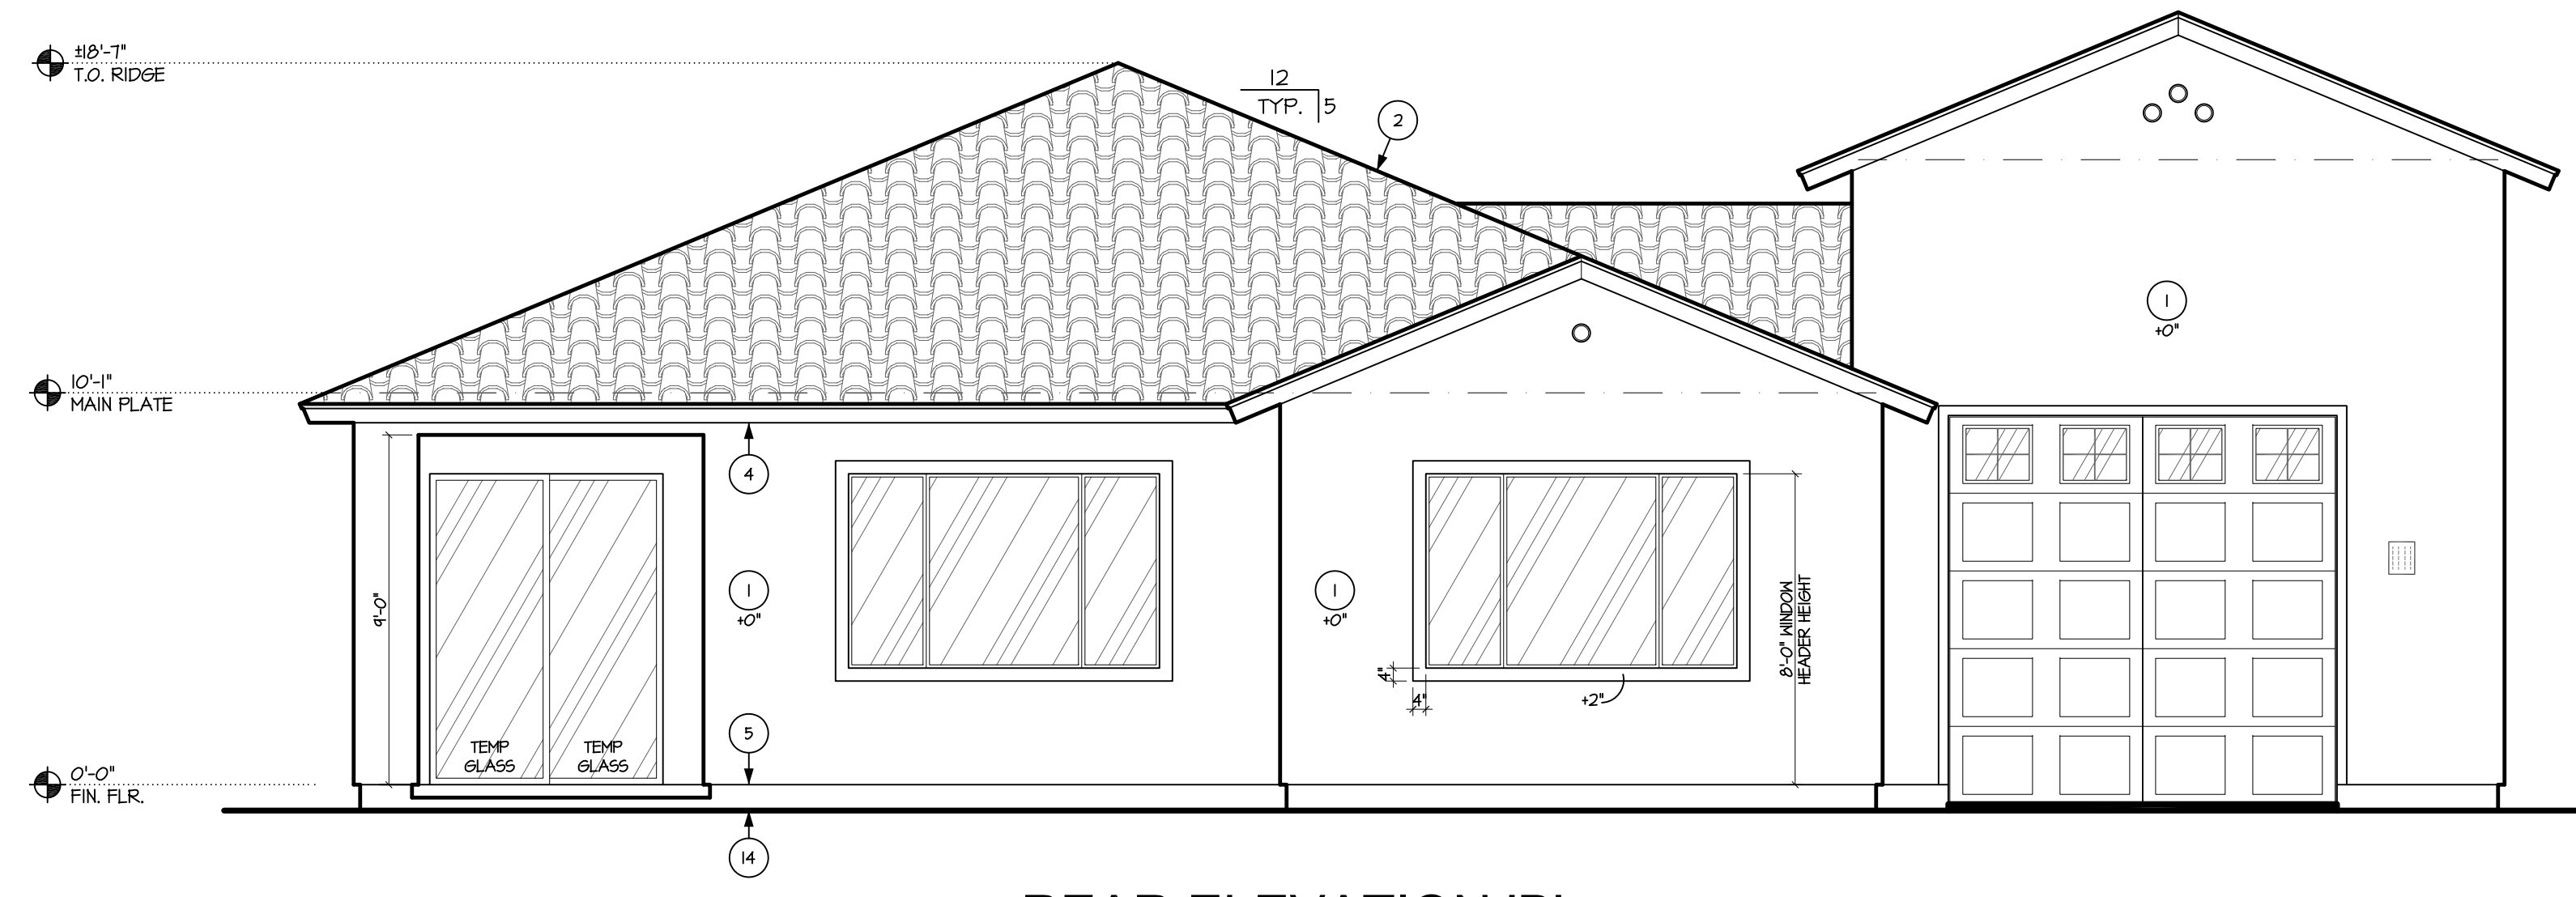 ±18'-7"
T.O. RIDGE
12
TYP.
5
2
10'-1"
MAIN PLATE
1
+0"
4
9'-0"
1
+0"
1
+0"
8'-0" WINDOW
HEADER HEIGHT
4"
4"
+2"
5
TEMP
GLASS
TEMP
GLASS
0'-0"
FIN. FLR.
14
REAR ELEVATION 'B'